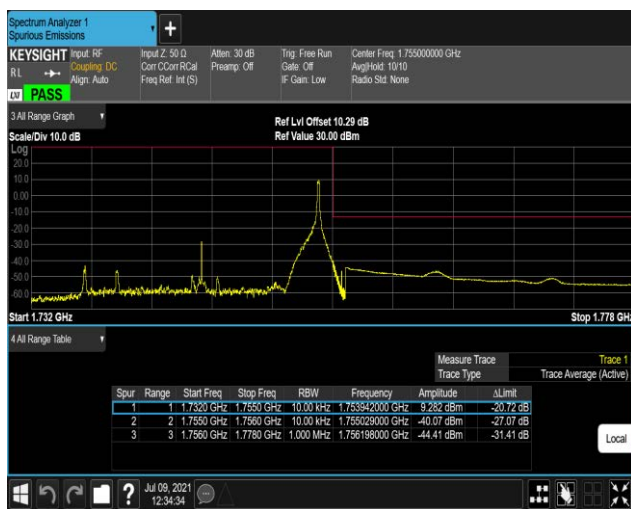 Spectrum Analyzer 1
Spurious Emissions
+
KEYSIGHT Input: RF Input Z: 50 Ω Atten: 30 dB Trig: Free Run Center Freq: 1.755000000 GHz
RL Coupling: DC Corr CCorr RCal Preamp: Off Gate: Off Avg|Hold: 10/10
Align: Auto Freq Ref: Int (S) IF Gain: Low Radio Std: None
LXI PASS
3 All Range Graph
Ref Lvl Offset 10.29 dB
Scale/Div 10.0 dB Ref Value 30.00 dBm
Log
20.0
10.0
0.00
-10.0
-20.0
-30.0
-40.0
-50.0
-60.0
Start 1.732 GHz Stop 1.778 GHz
4 All Range Table
Measure Trace Trace 1
Trace Type Trace Average (Active)
Spur Range Start Freq Stop Freq RBW Frequency Amplitude ΔLimit
1 1 1.7320 GHz 1.7550 GHz 10.00 kHz 1.753942000 GHz 9.282 dBm -20.72 dB
2 2 1.7550 GHz 1.7560 GHz 10.00 kHz 1.755029000 GHz -40.07 dBm -27.07 dB
3 3 1.7560 GHz 1.7780 GHz 1.000 MHz 1.756198000 GHz -44.41 dBm -31.41 dB
Local
? Jul 09, 2021
12:34:34